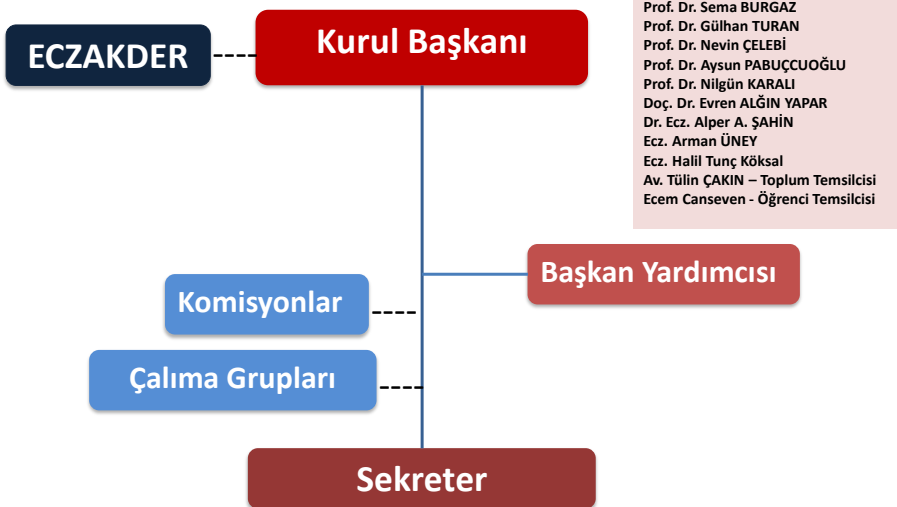 ECZAKDER
Kurul Başkanı
Prof. Dr. Sema BURGAZ
Prof. Dr. Gülhan TURAN
Prof. Dr. Nevin ÇELEBİ
Prof. Dr. Aysun PABUÇCUOĞLU
Prof. Dr. Nilgün KARALI
Doç. Dr. Evren ALĞIN YAPAR
Dr. Ecz. Alper A. ŞAHİN
Ecz. Arman ÜNEY
Ecz. Halil Tunç Köksal
Av. Tülin ÇAKIN – Toplum Temsilcisi
Ecem Canseven - Öğrenci Temsilcisi
Başkan Yardımcısı
Komisyonlar
Çalıma Grupları
Sekreter